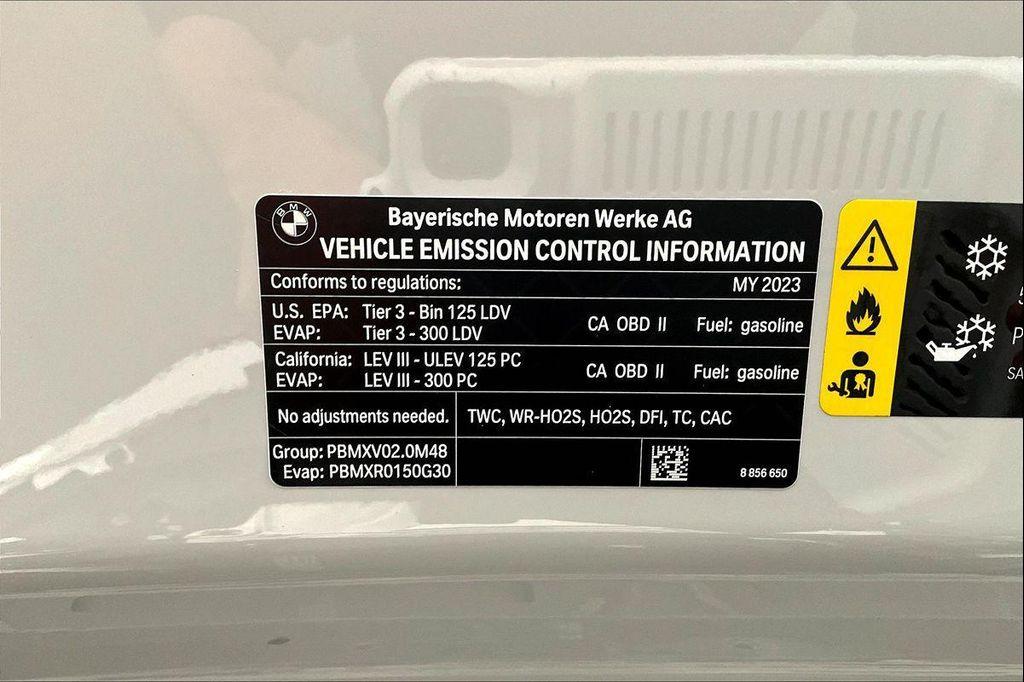 BMW
Bayerische Motoren Werke AG
VEHICLE EMISSION CONTROL INFORMATION
Conforms to regulations: MY 2023
U.S. EPA: Tier 3 - Bin 125 LDV CA OBD II Fuel: gasoline
EVAP: Tier 3 - 300 LDV
California: LEV III - ULEV 125 PC CA OBD II Fuel: gasoline
EVAP: LEV III - 300 PC
No adjustments needed. TWC, WR-HO2S, HO2S, DFI, TC, CAC
Group: PBMXV02.0M48
Evap: PBMXR0150G30
8 856 650
P
SA